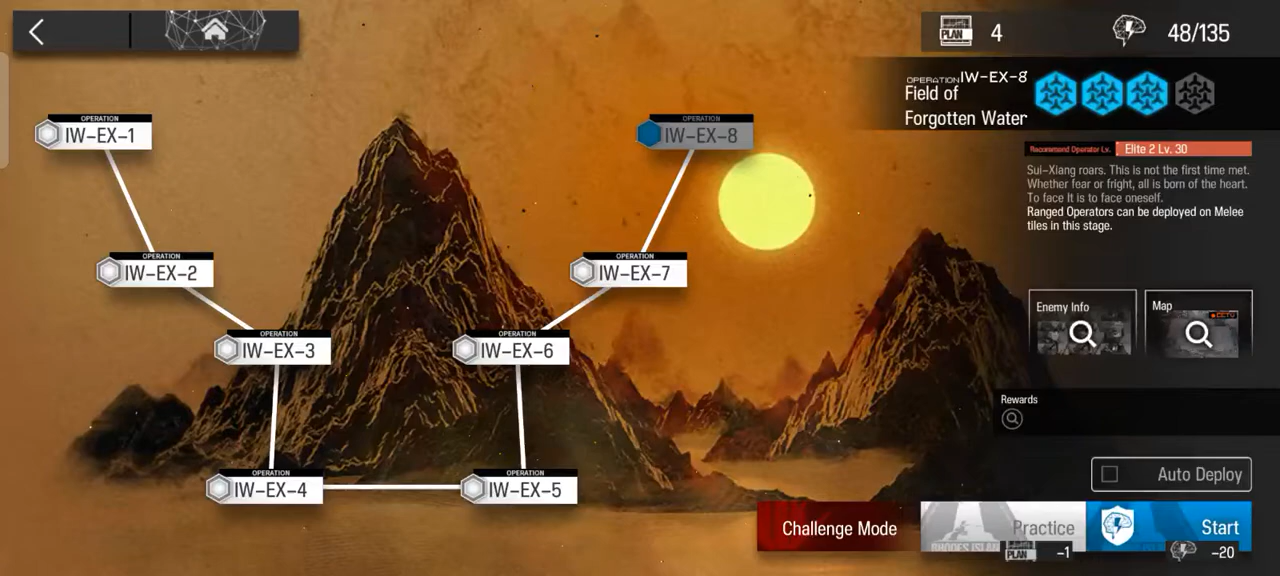 PLAN 4 48/135
OPERATION IW-EX-8
Field of
Forgotten Water
Recommend Operator Lv. Elite 2 Lv. 30
Sui-Xiang roars. This is not the first time met.
Whether fear or fright, all is born of the heart.
To face It is to face oneself.
Ranged Operators can be deployed on Melee
tiles in this stage.
OPERATION
IW-EX-1
OPERATION
IW-EX-8
OPERATION
IW-EX-2
OPERATION
IW-EX-7
OPERATION
IW-EX-3
OPERATION
IW-EX-6
OPERATION
IW-EX-4
OPERATION
IW-EX-5
Enemy Info
Map
CCTV
Rewards
Auto Deploy
Challenge Mode
Practice
RHODES ISLAND
PLAN -1
Start
-20